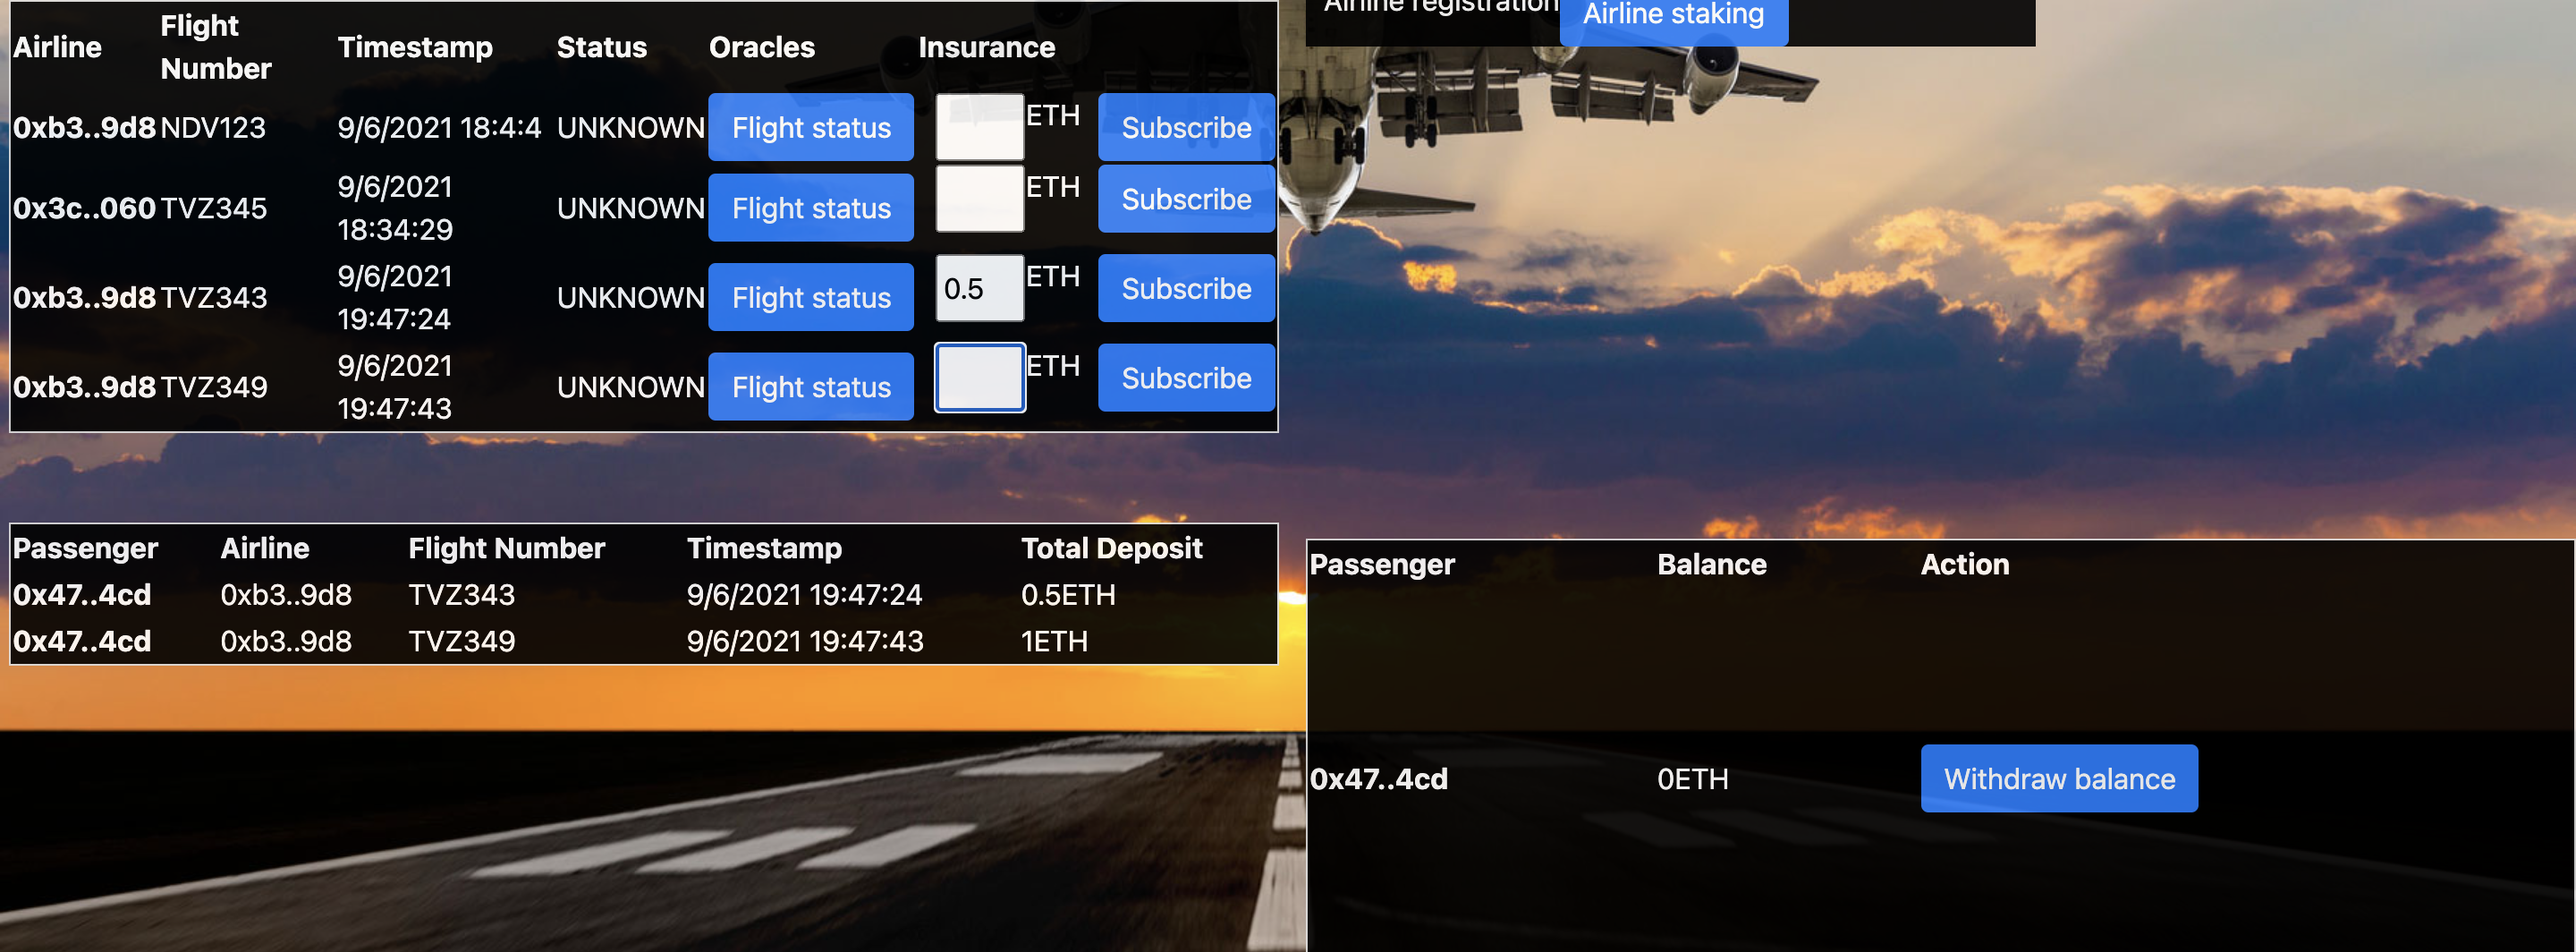 Airline Flight Number Timestamp Status Oracles Insurance
0xb3..9d8 NDV123 9/6/2021 18:4:4 UNKNOWN Flight status ETH Subscribe
0x3c..060 TVZ345 9/6/2021 18:34:29 UNKNOWN Flight status ETH Subscribe
0xb3..9d8 TVZ343 9/6/2021 19:47:24 UNKNOWN Flight status 0.5 ETH Subscribe
0xb3..9d8 TVZ349 9/6/2021 19:47:43 UNKNOWN Flight status ETH Subscribe
Airline registration Airline staking
Passenger Airline Flight Number Timestamp Total Deposit
0x47..4cd 0xb3..9d8 TVZ343 9/6/2021 19:47:24 0.5ETH
0x47..4cd 0xb3..9d8 TVZ349 9/6/2021 19:47:43 1ETH
Passenger Balance Action
0x47..4cd 0ETH Withdraw balance